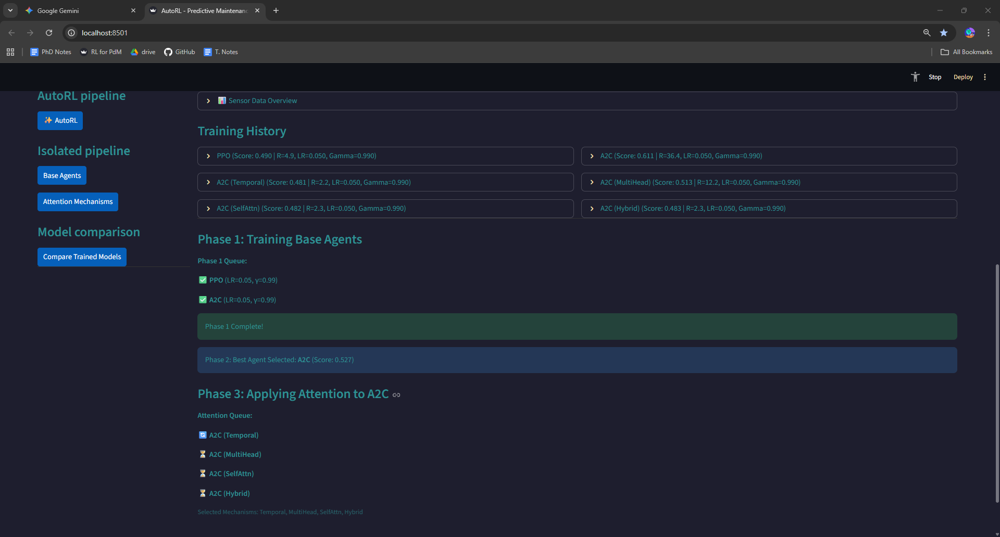 Google Gemini
AutoRL - Predictive Maintenanc
localhost:8501
PhD Notes
RL for PdM
drive
GitHub
T. Notes
All Bookmarks
Stop
Deploy
AutoRL pipeline
AutoRL
Isolated pipeline
Base Agents
Attention Mechanisms
Model comparison
Compare Trained Models
Sensor Data Overview
Training History
PPO (Score: 0.490 | R=4.9, LR=0.050, Gamma=0.990)
A2C (Score: 0.611 | R=36.4, LR=0.050, Gamma=0.990)
A2C (Temporal) (Score: 0.481 | R=2.2, LR=0.050, Gamma=0.990)
A2C (MultiHead) (Score: 0.513 | R=12.2, LR=0.050, Gamma=0.990)
A2C (SelfAttn) (Score: 0.482 | R=2.3, LR=0.050, Gamma=0.990)
A2C (Hybrid) (Score: 0.483 | R=2.3, LR=0.050, Gamma=0.990)
Phase 1: Training Base Agents
Phase 1 Queue:
PPO (LR=0.05, γ=0.99)
A2C (LR=0.05, γ=0.99)
Phase 1 Complete!
Phase 2: Best Agent Selected: A2C (Score: 0.527)
Phase 3: Applying Attention to A2C
Attention Queue:
A2C (Temporal)
A2C (MultiHead)
A2C (SelfAttn)
A2C (Hybrid)
Selected Mechanisms: Temporal, MultiHead, SelfAttn, Hybrid